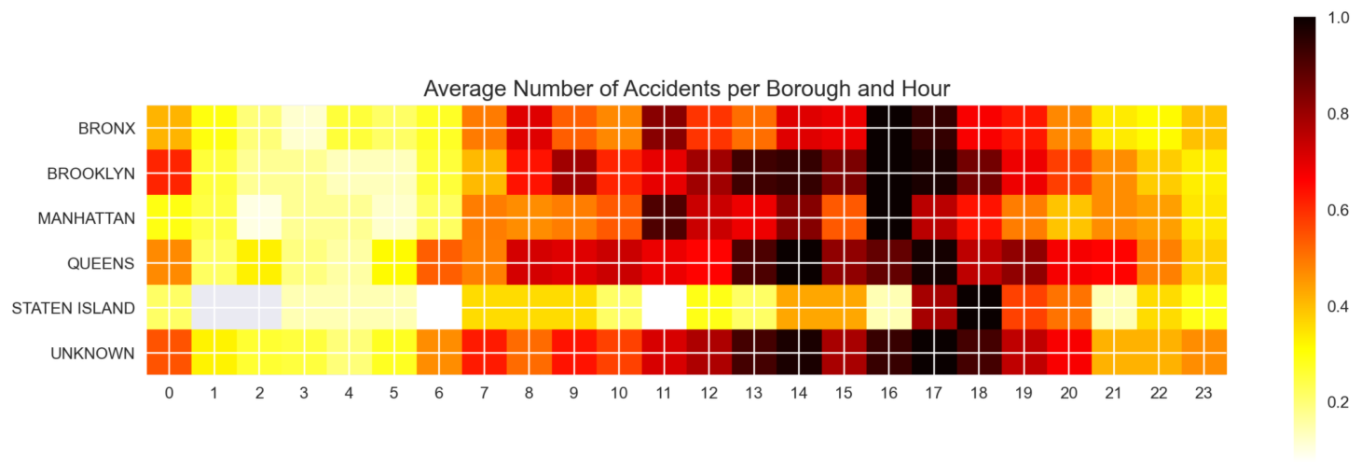 Average Number of Accidents per Borough and Hour
BRONX
BROOKLYN
MANHATTAN
QUEENS
STATEN ISLAND
UNKNOWN
0 1 2 3 4 5 6 7 8 9 10 11 12 13 14 15 16 17 18 19 20 21 22 23
1.0
0.8
0.6
0.4
0.2